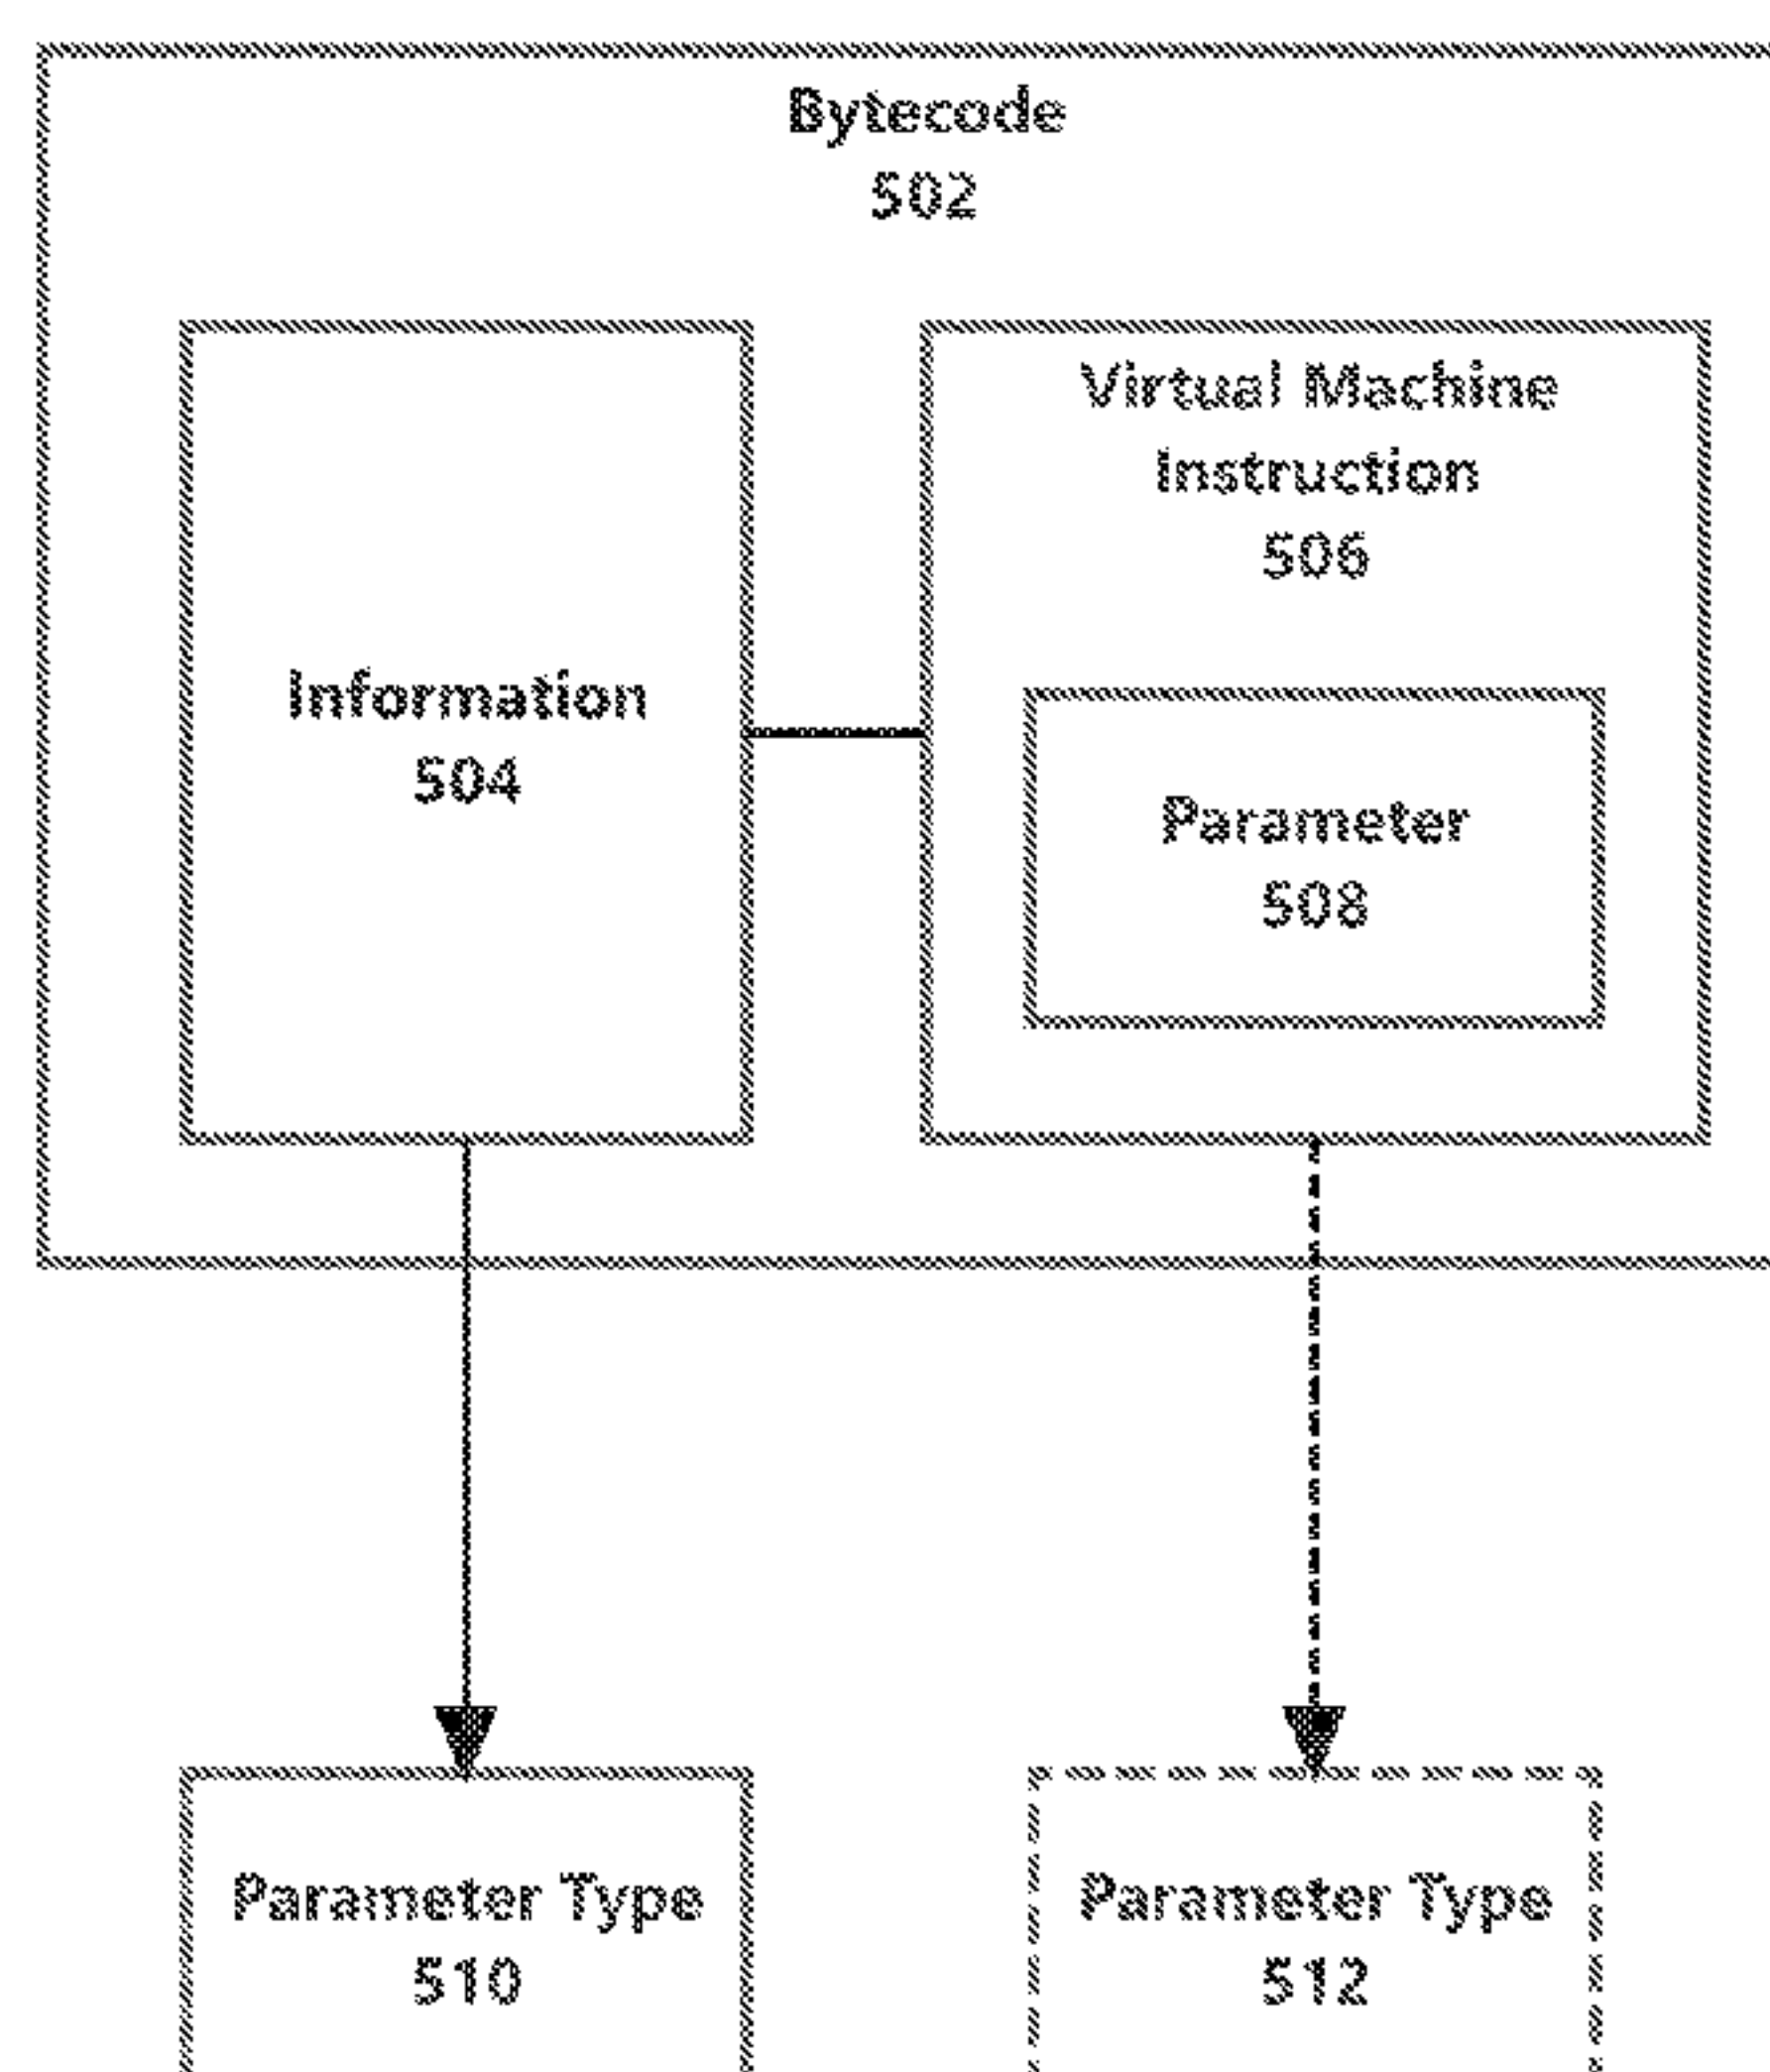 Bytecode
502
Information
504
Virtual Machine
Instruction
506
Parameter
508
Parameter Type
510
Parameter Type
512